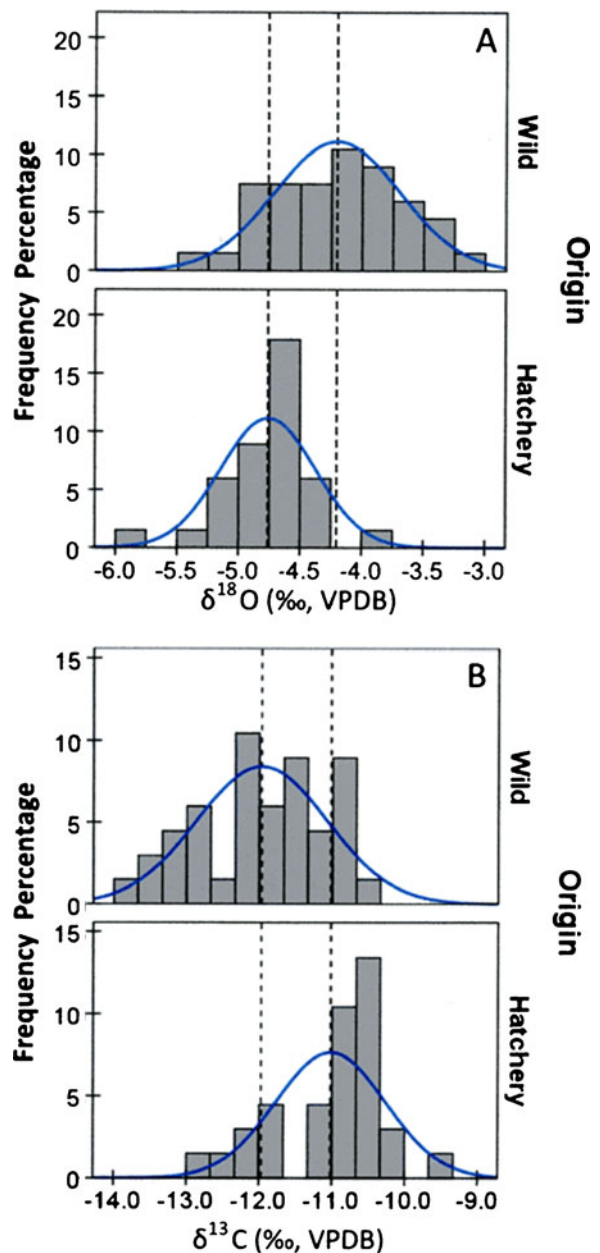 A
20
15
10
5
0
Wild
20
15
10
5
0
Hatchery
Frequency Percentage
Origin
-6.0 -5.5 -5.0 -4.5 -4.0 -3.5 -3.0
δ18O (‰, VPDB)
B
15
10
5
0
Wild
15
10
5
0
Hatchery
Frequency Percentage
Origin
-14.0 -13.0 -12.0 -11.0 -10.0 -9.0
δ13C (‰, VPDB)